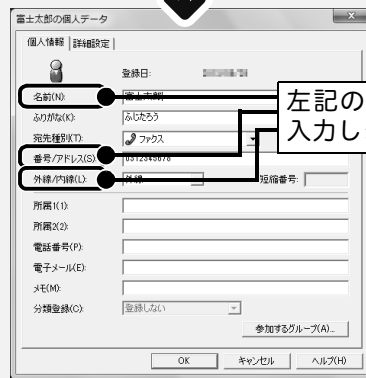 富士太郎の個人データ
個人情報 詳細設定
登録日:
名前(N):
左記の
入力し
ふりがな(K): ふじたろう
宛先種別(T): ファクス
番号/アドレス(S): 0312345678
外線/内線(L): 外線 短縮番号:
所属1(1):
所属2(2):
電話番号(P):
電子メール(E):
メモ(M):
分類登録(C): 登録しない
参加するグループ(A)...
OK キャンセル ヘルプ(H)